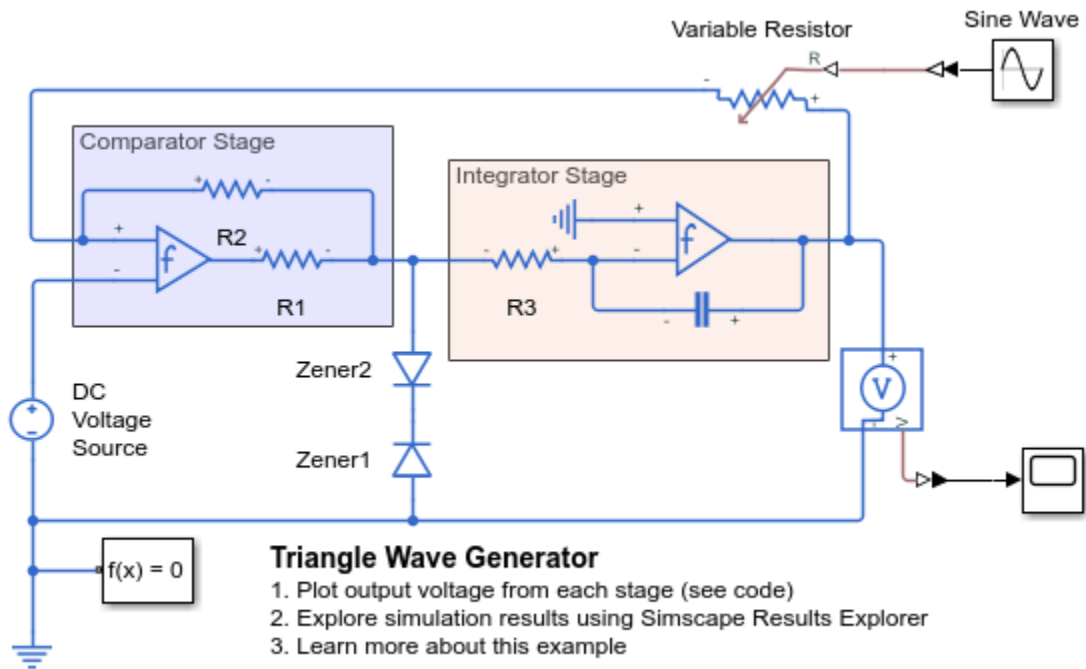 Sine Wave
Variable Resistor
R
-
+
Comparator Stage
+ -
+
-
f
R2
+ -
R1
Integrator Stage
+
-
f
- +
R3
- +
Zener2
Zener1
DC
Voltage
Source
+
-
+
V
-
V
f(x) = 0
Triangle Wave Generator
1. Plot output voltage from each stage (see code)
2. Explore simulation results using Simscape Results Explorer
3. Learn more about this example